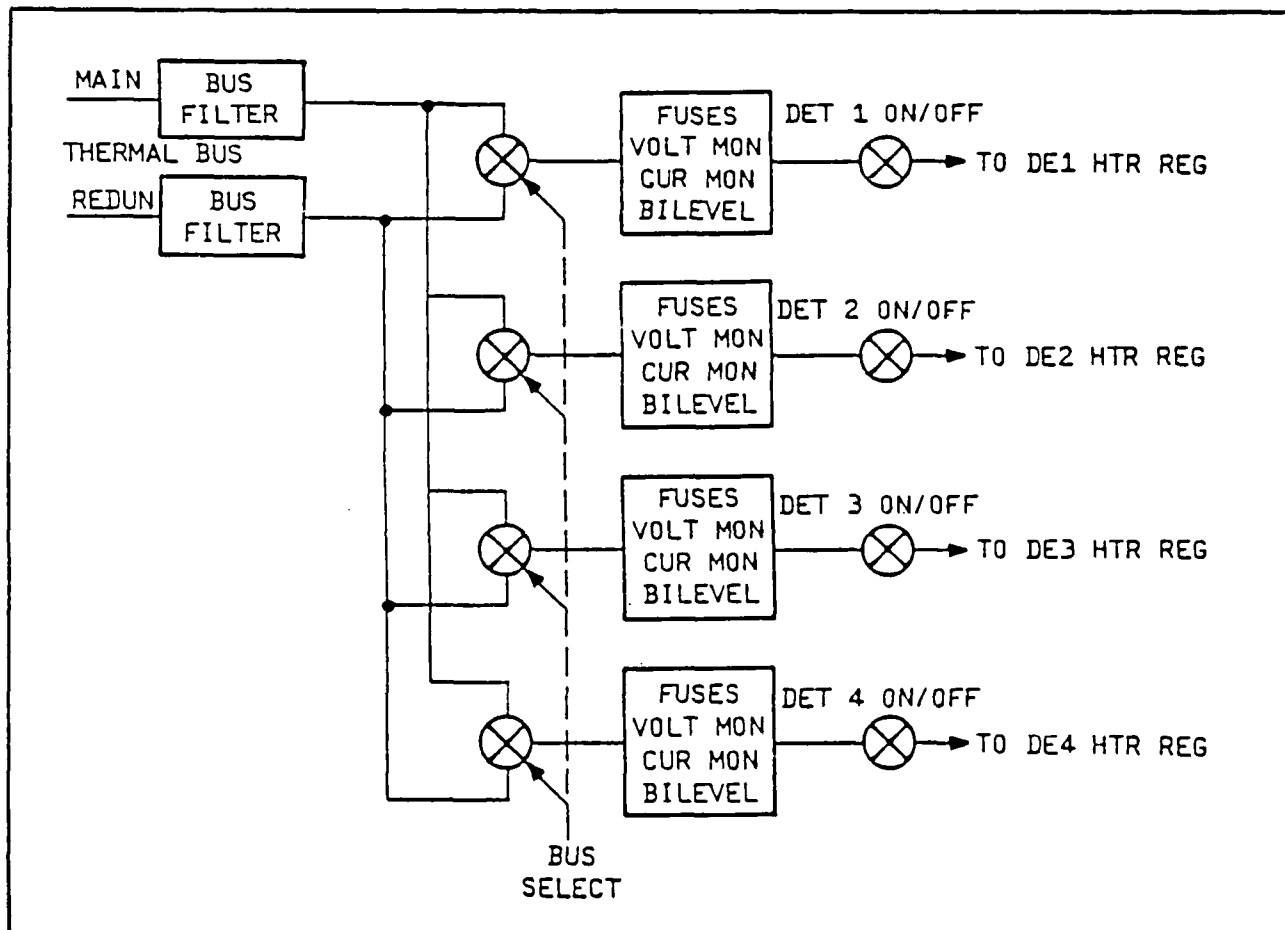 MAIN
BUS
FILTER
THERMAL BUS
REDUN
BUS
FILTER
FUSES
VOLT MON
CUR MON
BILEVEL
DET 1 ON/OFF
TO DE1 HTR REG
FUSES
VOLT MON
CUR MON
BILEVEL
DET 2 ON/OFF
TO DE2 HTR REG
FUSES
VOLT MON
CUR MON
BILEVEL
DET 3 ON/OFF
TO DE3 HTR REG
FUSES
VOLT MON
CUR MON
BILEVEL
DET 4 ON/OFF
TO DE4 HTR REG
BUS
SELECT